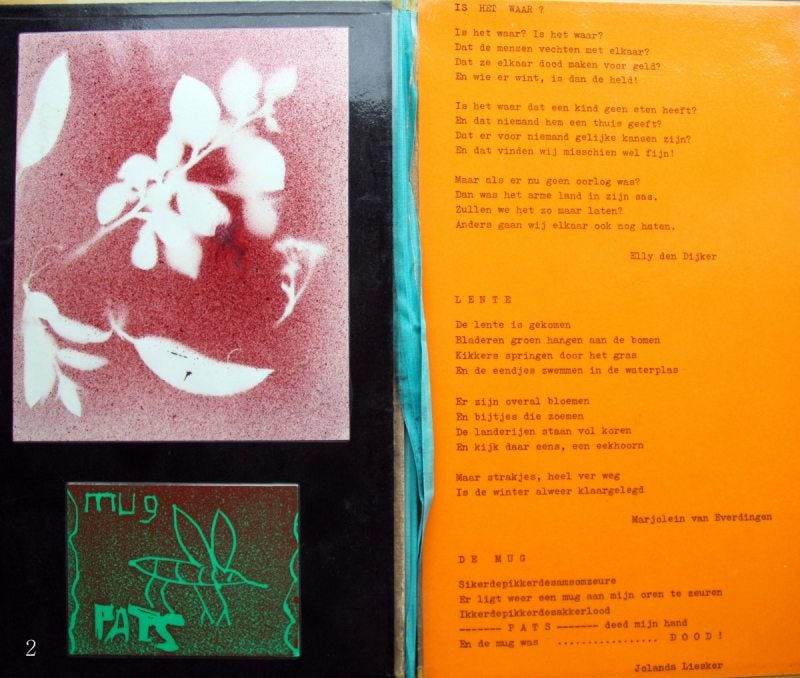 mug
PATS
2
IS HET WAAR?
Is het waar? Is het waar?
Dat de mensen vechten met elkaar?
Dat ze elkaar dood maken voor geld?
En wie er wint, is dan de held!
Is het waar dat een kind geen eten heeft?
En dat niemand hem een thuis geeft?
Dat er voor niemand gelijke kansen zijn?
En dat vinden wij misschien wel fijn!
Maar als er nu geen oorlog was?
Dan was het arme land in zijn sas.
Zullen we het zo maar laten?
Anders gaan wij elkaar ook nog haten.
Elly den Dijker
L E N T E
De lente is gekomen
Bladeren groen hangen aan de bomen
Kikkers springen door het gras
En de eendjes zwemmen in de waterplas
Er zijn overal bloemen
En bijtjes die zoemen
De landerijen staan vol koren
En kijk daar eens, een eekhoorn
Maar strakjes, heel ver weg
Is de winter alweer klaargelegd
Marjolein van Everdingen
D E M U G
Sikerdepikkerdesamsomzeure
Er ligt weer een mug aan mijn oren te zeuren
Ikkerdepikkerdesakkerlood
------- P A T S ------- deed mijn hand
En de mug was ................. D O O D !
Jolanda Liesker